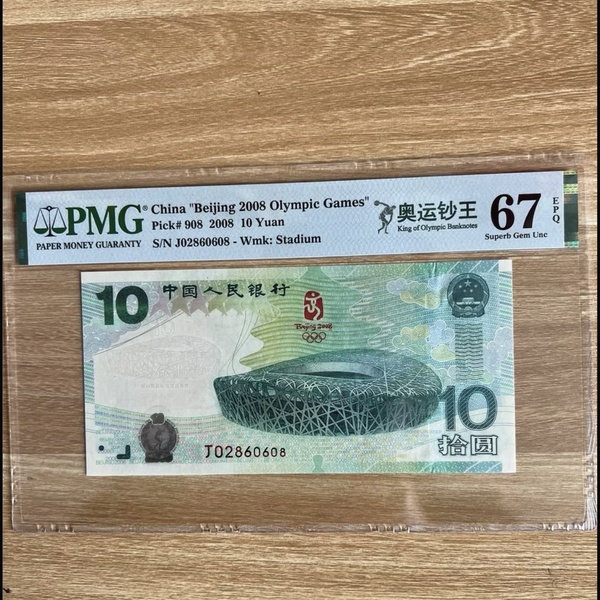 PMG®
PAPER MONEY GUARANTY
China "Beijing 2008 Olympic Games"
Pick# 908 2008 10 Yuan
S/N J02860608 - Wmk: Stadium
奥运钞王
King of Olympic Banknotes
67
EPQ
Superb Gem Unc
10
中国人民银行
Beijing 2008
10
拾圆
J02860608